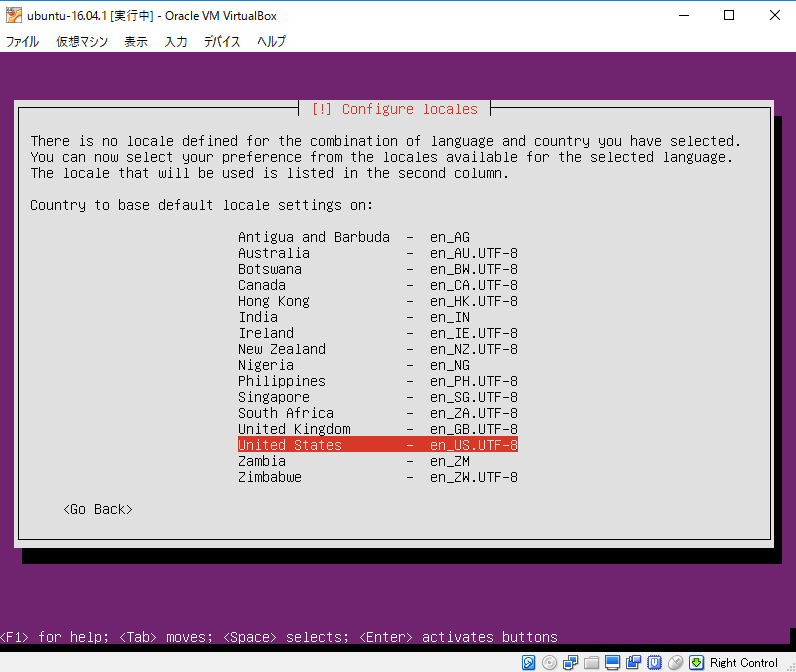 ubuntu-16.04.1 [実行中] - Oracle VM VirtualBox
ファイル 仮想マシン 表示 入力 デバイス ヘルプ
[!] Configure locales
There is no locale defined for the combination of language and country you have selected.
You can now select your preference from the locales available for the selected language.
The locale that will be used is listed in the second column.
Country to base default locale settings on:
Antigua and Barbuda - en_AG
Australia - en_AU.UTF-8
Botswana - en_BW.UTF-8
Canada - en_CA.UTF-8
Hong Kong - en_HK.UTF-8
India - en_IN
Ireland - en_IE.UTF-8
New Zealand - en_NZ.UTF-8
Nigeria - en_NG
Philippines - en_PH.UTF-8
Singapore - en_SG.UTF-8
South Africa - en_ZA.UTF-8
United Kingdom - en_GB.UTF-8
United States - en_US.UTF-8
Zambia - en_ZM
Zimbabwe - en_ZW.UTF-8
<Go Back>
<F1> for help; <Tab> moves; <Space> selects; <Enter> activates buttons
Right Control